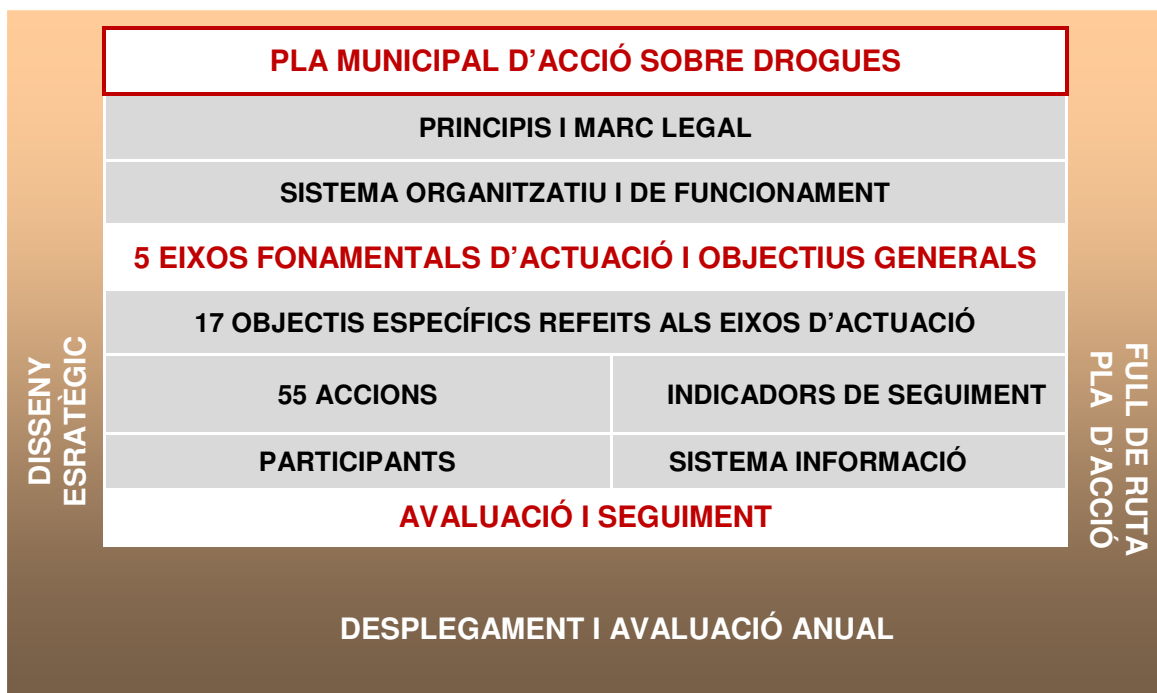 PLA MUNICIPAL D’ACCIÓ SOBRE DROGUES
PRINCIPIS I MARC LEGAL
SISTEMA ORGANITZATIU I DE FUNCIONAMENT
5 EIXOS FONAMENTALS D’ACTUACIÓ I OBJECTIUS GENERALS
17 OBJECTIS ESPECÍFICS REFEITS ALS EIXOS D’ACTUACIÓ
55 ACCIONS
INDICADORS DE SEGUIMENT
PARTICIPANTS
SISTEMA INFORMACIÓ
AVALUACIÓ I SEGUIMENT
DISSENY
ESRATÈGIC
FULL DE RUTA
PLA D’ACCIÓ
DESPLEGAMENT I AVALUACIÓ ANUAL